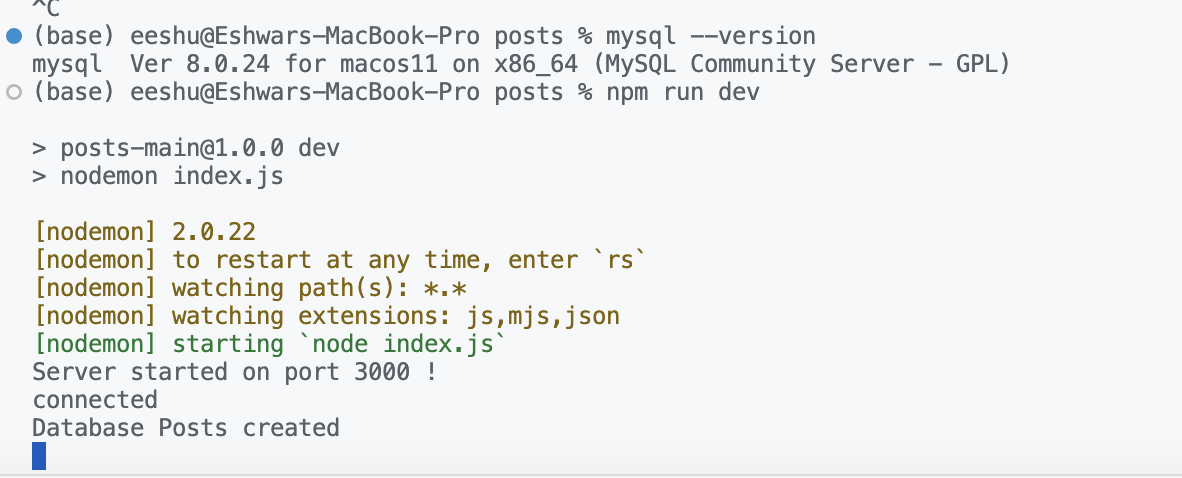 ^C
(base) eeshu@Eshwars-MacBook-Pro posts % mysql --version
mysql  Ver 8.0.24 for macos11 on x86_64 (MySQL Community Server - GPL)
(base) eeshu@Eshwars-MacBook-Pro posts % npm run dev
> posts-main@1.0.0 dev
> nodemon index.js
[nodemon] 2.0.22
[nodemon] to restart at any time, enter `rs`
[nodemon] watching path(s): *.*
[nodemon] watching extensions: js,mjs,json
[nodemon] starting `node index.js`
Server started on port 3000 !
connected
Database Posts created